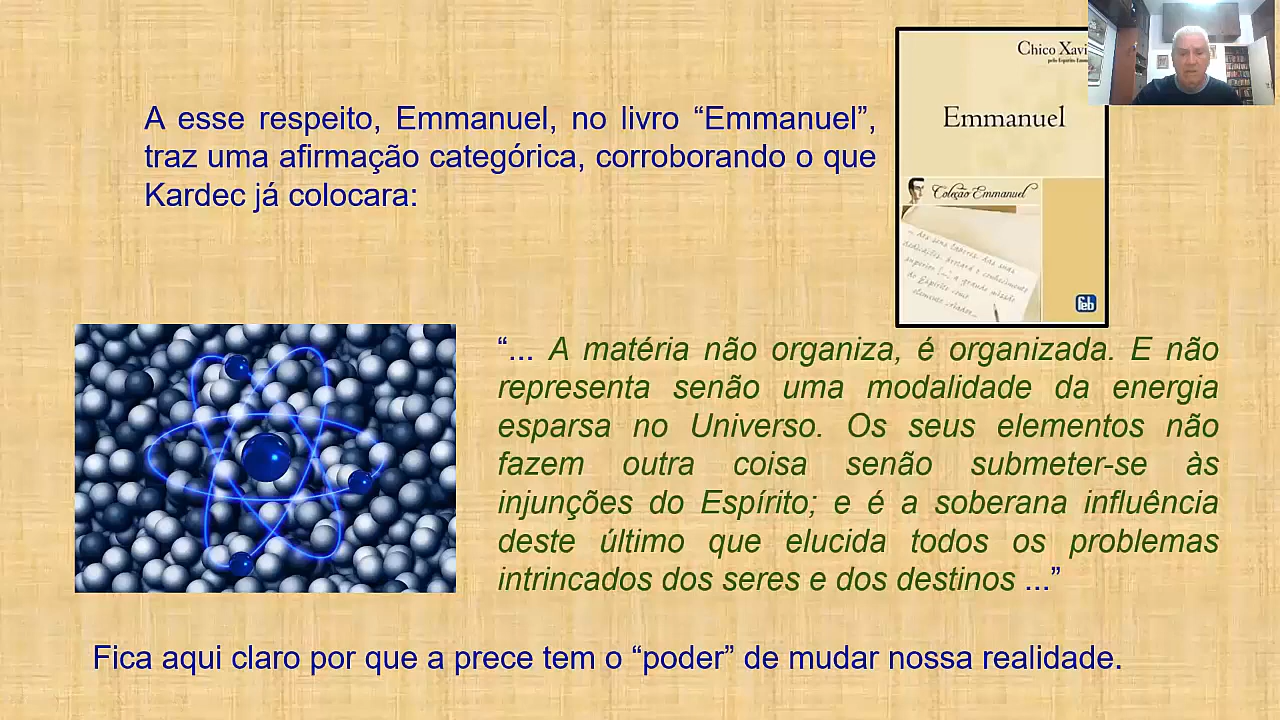 A esse respeito, Emmanuel, no livro “Emmanuel”,
traz uma afirmação categórica, corroborando o que
Kardec já colocara:
Chico Xavi
pelo Espírito
Emmanuel
Coleção Emmanuel
feb
“... A matéria não organiza, é organizada. E não
representa senão uma modalidade da energia
esparsa no Universo. Os seus elementos não
fazem outra coisa senão submeter-se às
injunções do Espírito; e é a soberana influência
deste último que elucida todos os problemas
intrincados dos seres e dos destinos ...”
Fica aqui claro por que a prece tem o “poder” de mudar nossa realidade.